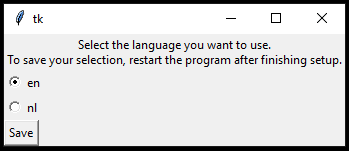 tk
Select the language you want to use.
To save your selection, restart the program after finishing setup.
en
nl
Save